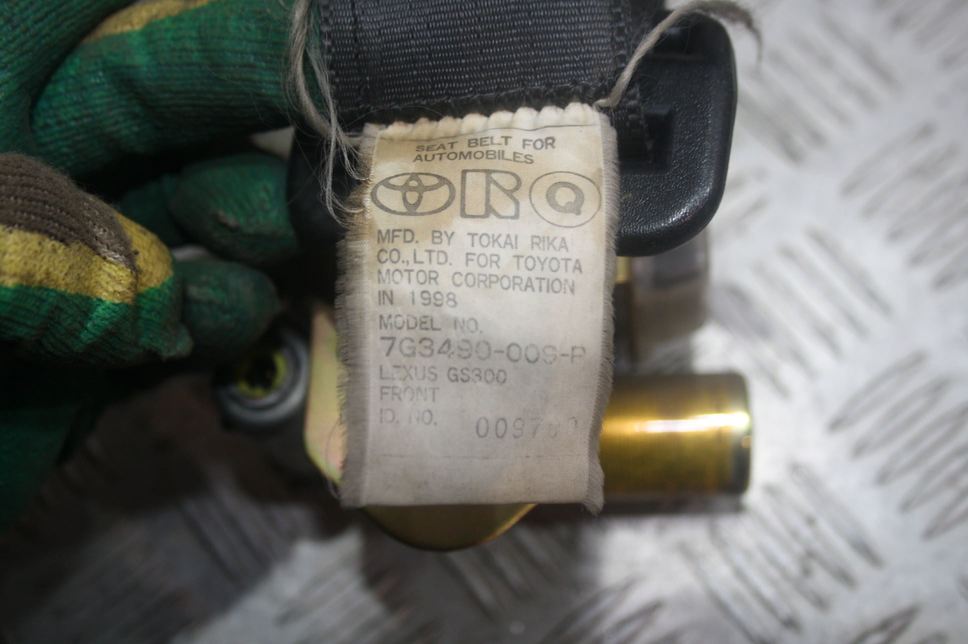 SEAT BELT FOR
AUTOMOBILES
R Q
MFD. BY TOKAI RIKA
CO.,LTD. FOR TOYOTA
MOTOR CORPORATION
IN 1998
MODEL NO.
7G3490-009-P
LEXUS GS300
FRONT
ID. NO.